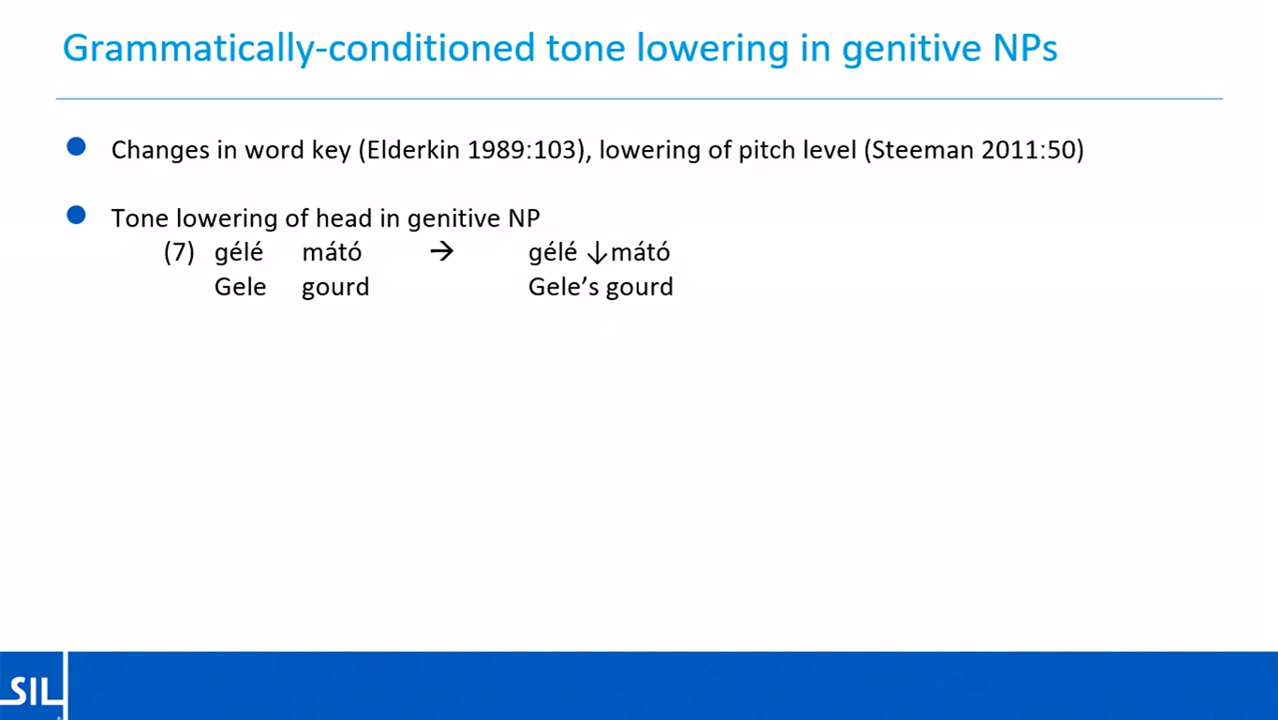 Grammatically-conditioned tone lowering in genitive NPs
● Changes in word key (Elderkin 1989:103), lowering of pitch level (Steeman 2011:50)
● Tone lowering of head in genitive NP
(7) gélé mátó → gélé ↓mátó
Gele gourd Gele’s gourd
SIL